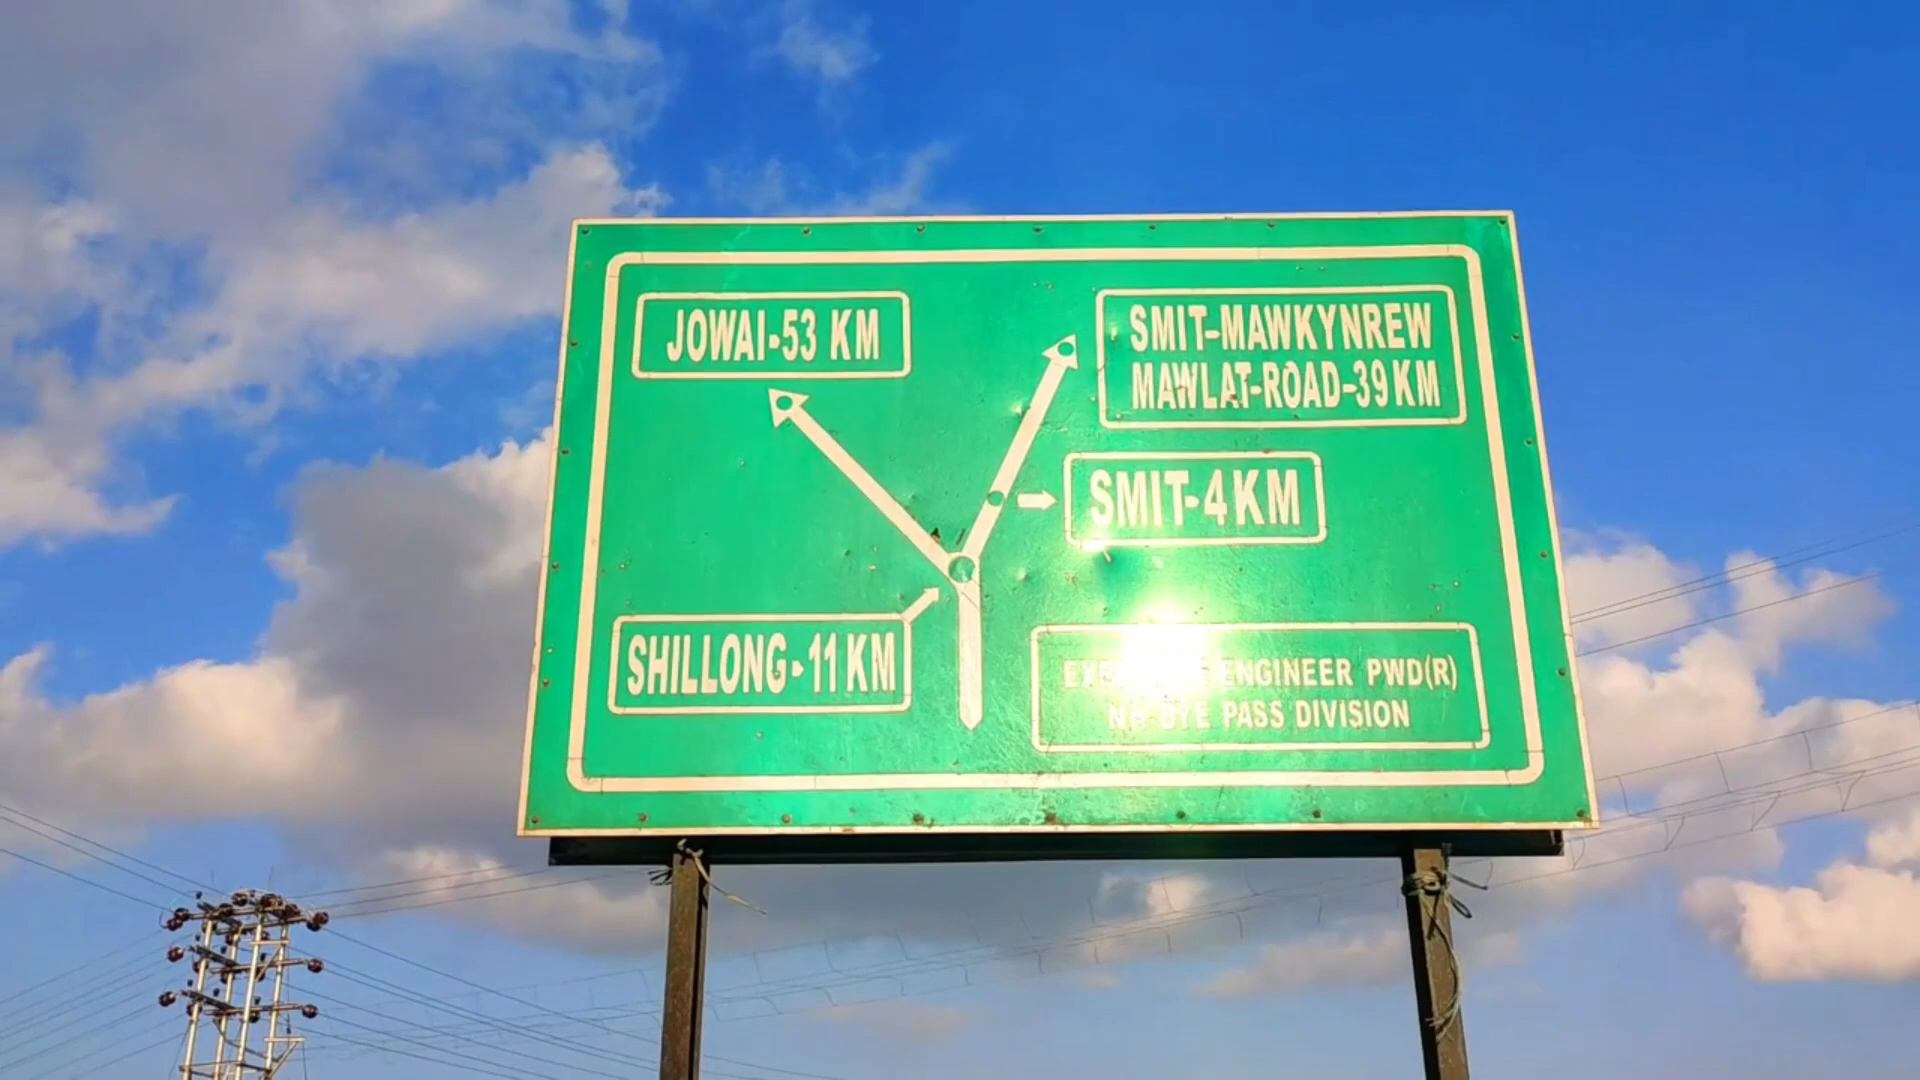 JOWAI-53 KM
SMIT-MAWKYNREW
MAWLAT-ROAD-39 KM
SMIT-4 KM
SHILLONG-11 KM
ENGINEER PWD(R)
PASS DIVISION